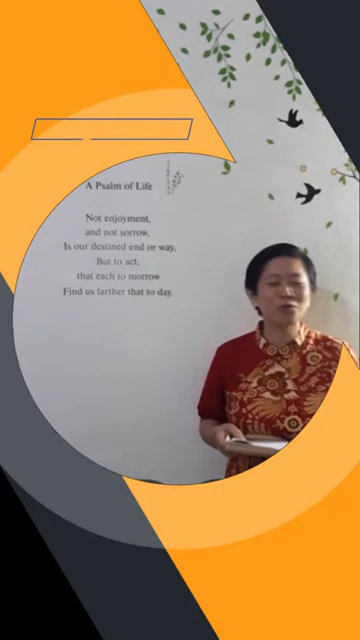 A Psalm of Life
Not enjoyment,
and not sorrow,
Is our destined end or way,
But to act,
that each to morrow
Find us farther that to day.